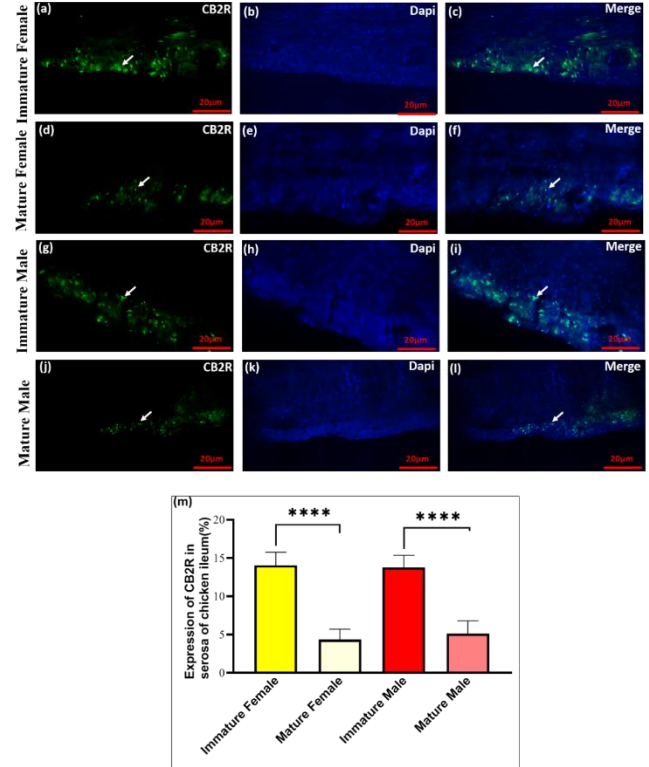 Immature Female
(a) CB2R
20μm
(b) Dapi
20μm
(c) Merge
20μm
Mature Female
(d) CB2R
20μm
(e) Dapi
20μm
(f) Merge
20μm
Immature Male
(g) CB2R
20μm
(h) Dapi
20μm
(i) Merge
20μm
Mature Male
(j) CB2R
20μm
(k) Dapi
20μm
(l) Merge
20μm
(m)
Expression of CB2R in
serosa of chicken ileum(%)
20
15
10
5
0
**** ****
Immature Female
Mature Female
Immature Male
Mature Male